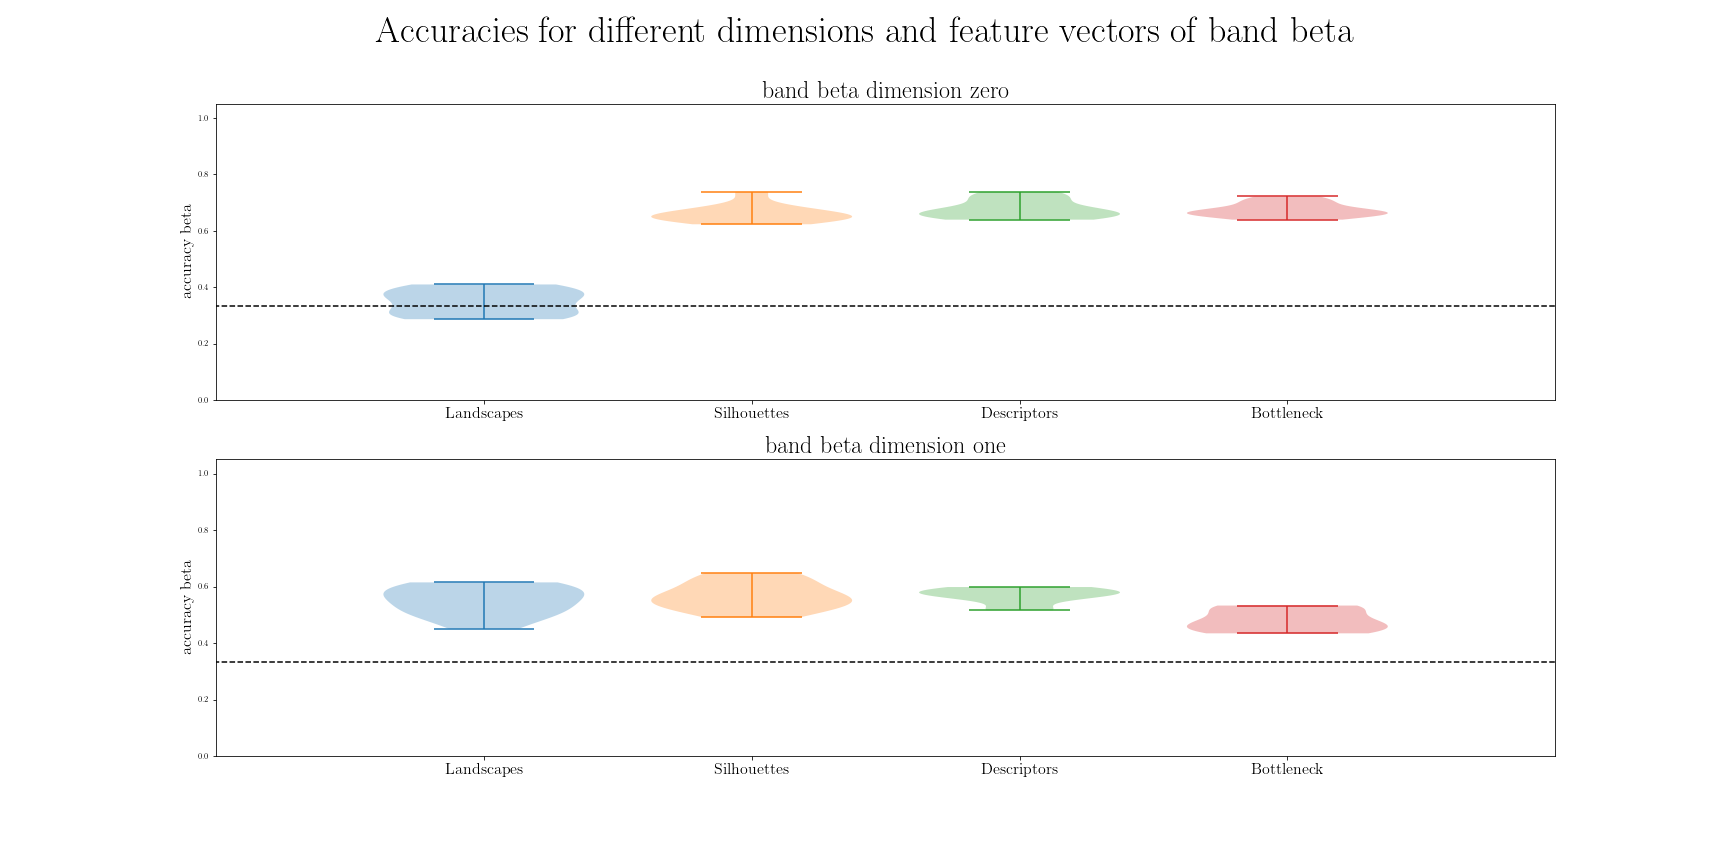 Accuracies for different dimensions and feature vectors of band beta
band beta dimension zero
1.0
0.8
0.6
0.4
0.2
0.0
accuracy beta
Landscapes Silhouettes Descriptors Bottleneck
band beta dimension one
1.0
0.8
0.6
0.4
0.2
0.0
accuracy beta
Landscapes Silhouettes Descriptors Bottleneck